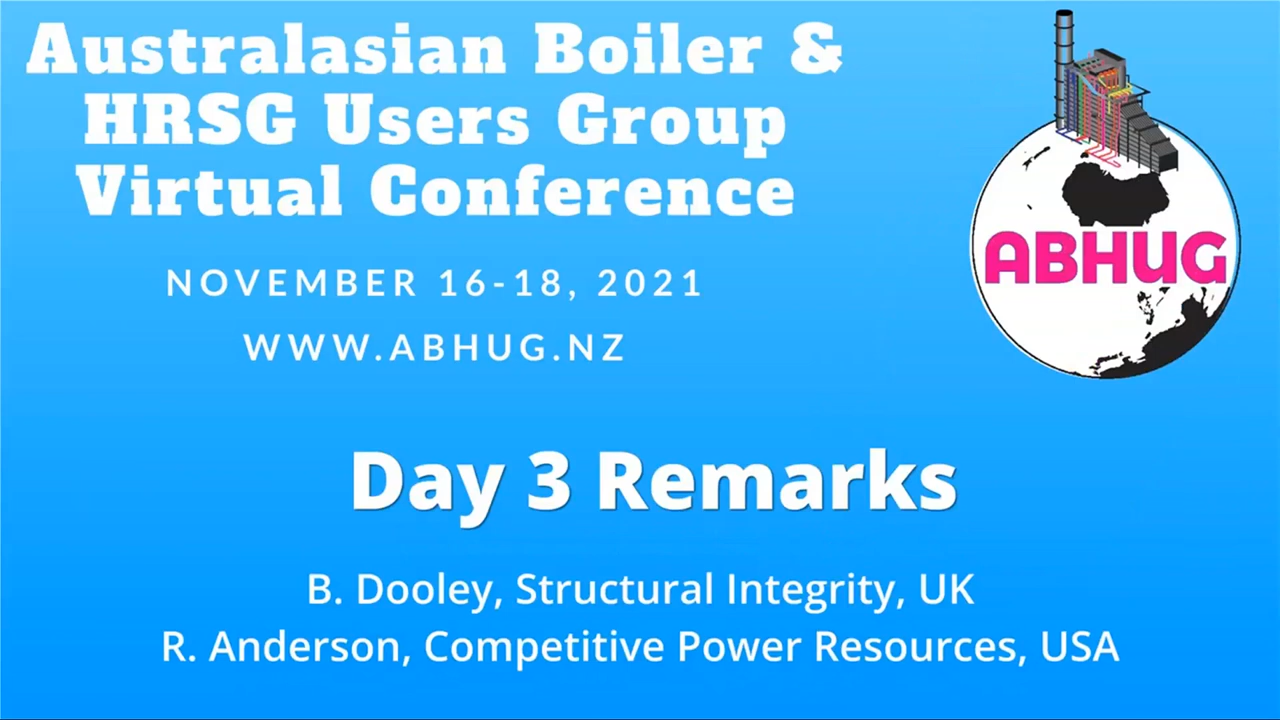 Australasian Boiler &
HRSG Users Group
Virtual Conference
NOVEMBER 16-18, 2021
WWW.ABHUG.NZ
ABHUG
Day 3 Remarks
B. Dooley, Structural Integrity, UK
R. Anderson, Competitive Power Resources, USA